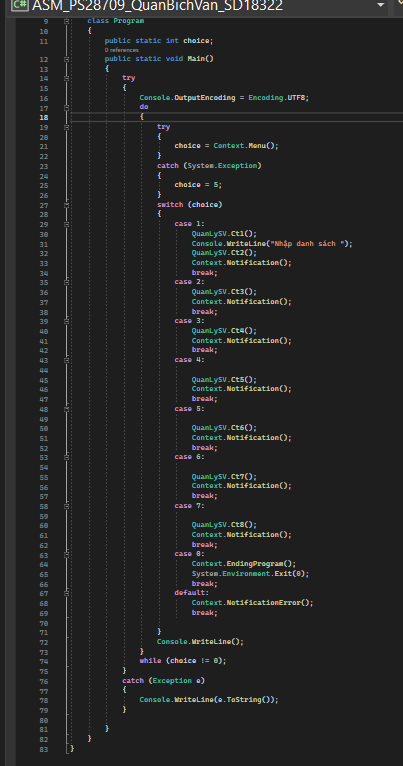 C# ASM_PS28709_QuanBichVan_SD18322
9 class Program
10 {
11 public static int choice;
0 references
12 public static void Main()
13 {
14 try
15 {
16 Console.OutputEncoding = Encoding.UTF8;
17 do
18 {
19 try
20 {
21 choice = Context.Menu();
22 }
23 catch (System.Exception)
24 {
25 choice = 5;
26 }
27 switch (choice)
28 {
29 case 1:
30 QuanLySV.Ct1();
31 Console.WriteLine("Nhập danh sách ");
32 QuanLySV.Ct2();
33 Context.Notification();
34 break;
35 case 2:
36 QuanLySV.Ct3();
37 Context.Notification();
38 break;
39 case 3:
40 QuanLySV.Ct4();
41 Context.Notification();
42 break;
43 case 4:
44
45 QuanLySV.Ct5();
46 Context.Notification();
47 break;
48 case 5:
49
50 QuanLySV.Ct6();
51 Context.Notification();
52 break;
53 case 6:
54
55 QuanLySV.Ct7();
56 Context.Notification();
57 break;
58 case 7:
59
60 QuanLySV.Ct8();
61 Context.Notification();
62 break;
63 case 0:
64 Context.EndingProgram();
65 System.Environment.Exit(0);
66 break;
67 default:
68 Context.NotificationError();
69 break;
70
71 }
72 Console.WriteLine();
73 }
74 while (choice != 0);
75 }
76 catch (Exception e)
77 {
78 Console.WriteLine(e.ToString());
79 }
80
81 }
82 }
83 }